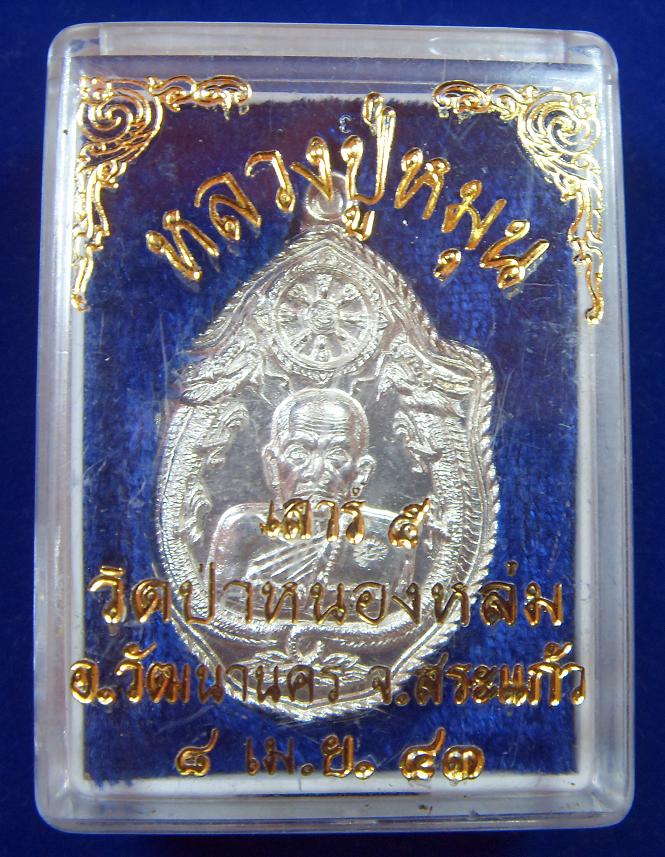 หลวงปู่หมุน
เสาร์ ๕
วัดป่าหนองหล่ม
อ.วัฒนานคร จ.สระแก้ว
๘ เม.ย. ๔๓